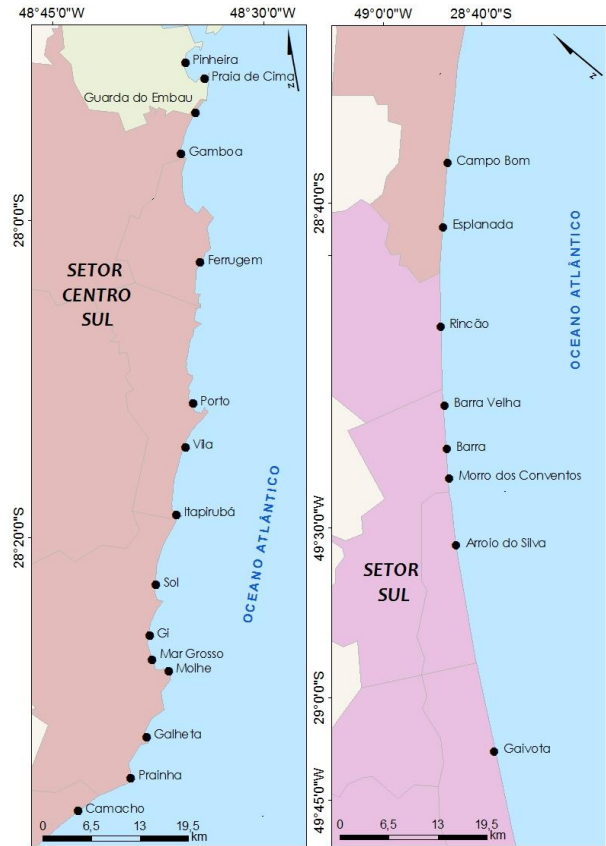 48°45'0"W
48°30'0"W
Z
Pinheira
Praia de Cima
Guarda do Embau
Gamboa
28°0'0"S
Ferrugem
SETOR
CENTRO
SUL
Porto
Vila
Itapirubá
28°20'0"S
OCEANO ATLÂNTICO
Sol
Gi
Mar Grosso
Molhe
Galheta
Prainha
Camacho
0 6,5 13 19,5
KM
49°0'0"W
28°40'0"S
Z
Campo Bom
28°40'0"S
Esplanada
OCEANO ATLÂNTICO
Rincão
Barra Velha
Barra
Morro dos Conventos
49°30'0"W
Arroio do Silva
SETOR
SUL
29°0'0"S
Gaivota
49°45'0"W
0 6,5 13 19,5
KM